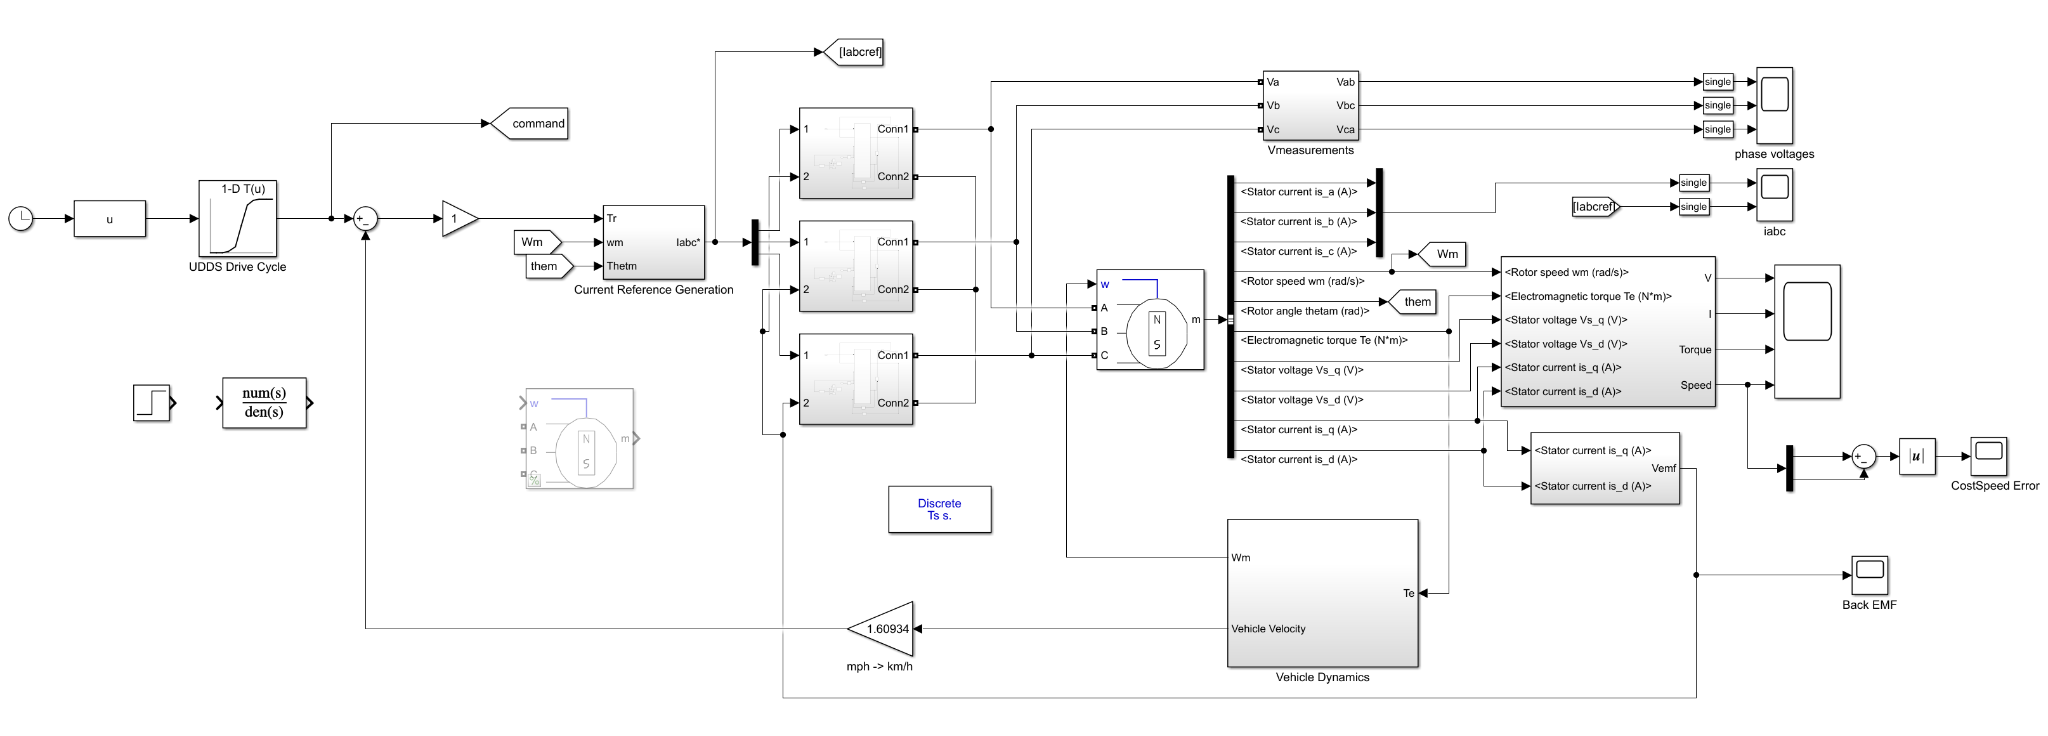 [Iabcref]
command
1-D T(u)
u
UDDS Drive Cycle
+
-
1
Wm
them
Tr
wm
Thetm
Iabc*
Current Reference Generation
1
2
Conn1
Conn2
1
2
Conn1
Conn2
1
2
Conn1
Conn2
Va
Vb
Vc
Vab
Vbc
Vca
Vmeasurements
single
single
single
phase voltages
<Stator current is_a (A)>
<Stator current is_b (A)>
<Stator current is_c (A)>
<Rotor speed wm (rad/s)>
<Rotor angle thetam (rad)>
<Electromagnetic torque Te (N*m)>
<Stator voltage Vs_q (V)>
<Stator voltage Vs_d (V)>
<Stator current is_q (A)>
<Stator current is_d (A)>
single
[Iabcref]
single
iabc
Wm
them
w
A
B
C
N
S
m
<Rotor speed wm (rad/s)>
<Electromagnetic torque Te (N*m)>
<Stator voltage Vs_q (V)>
<Stator voltage Vs_d (V)>
<Stator current is_q (A)>
<Stator current is_d (A)>
V
I
Torque
Speed
<Stator current is_q (A)>
<Stator current is_d (A)>
Vemf
+
-
|u|
CostSpeed Error
num(s)
den(s)
w
A
B
C
N
S
m
%
Discrete
Ts s.
Wm
Te
Vehicle Velocity
Vehicle Dynamics
1.60934
mph -> km/h
Back EMF